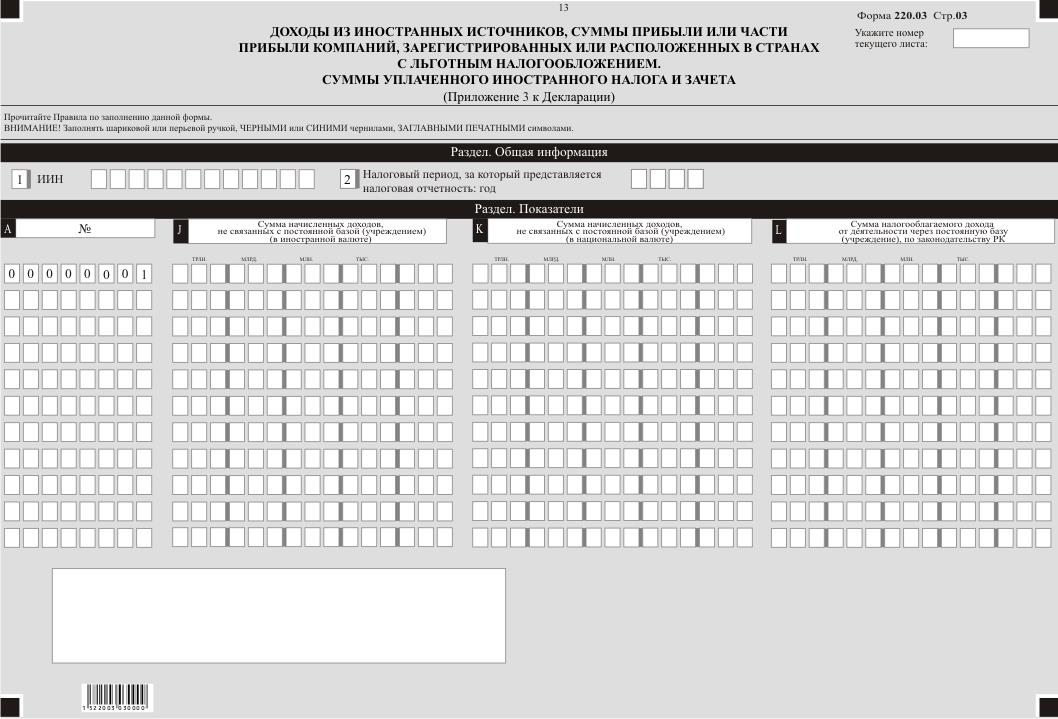 13
Форма 220.03 Стр.03
ДОХОДЫ ИЗ ИНОСТРАННЫХ ИСТОЧНИКОВ, СУММЫ ПРИБЫЛИ ИЛИ ЧАСТИ
ПРИБЫЛИ КОМПАНИЙ, ЗАРЕГИСТРИРОВАННЫХ ИЛИ РАСПОЛОЖЕННЫХ В СТРАНАХ
С ЛЬГОТНЫМ НАЛОГООБЛОЖЕНИЕМ.
СУММЫ УПЛАЧЕННОГО ИНОСТРАННОГО НАЛОГА И ЗАЧЕТА
(Приложение 3 к Декларации)
Укажите номер
текущего листа:
Прочитайте Правила по заполнению данной формы.
ВНИМАНИЕ! Заполнять шариковой или перьевой ручкой, ЧЕРНЫМИ или СИНИМИ чернилами, ЗАГЛАВНЫМИ ПЕЧАТНЫМИ символами.
Раздел. Общая информация
1 ИИН
2 Налоговый период, за который представляется
налоговая отчетность: год
Раздел. Показатели
A №
J Сумма начисленных доходов,
не связанных с постоянной базой (учреждением)
(в иностранной валюте)
K Сумма начисленных доходов,
не связанных с постоянной базой (учреждением)
(в национальной валюте)
L Сумма налогооблагаемого дохода
от деятельности через постоянную базу
(учреждение), по законодательству РК
ТРЛН. МЛРД. МЛН. ТЫС. ТРЛН. МЛРД. МЛН. ТЫС. ТРЛН. МЛРД. МЛН. ТЫС.
0 0 0 0 0 0 0 1
1 522003 030000